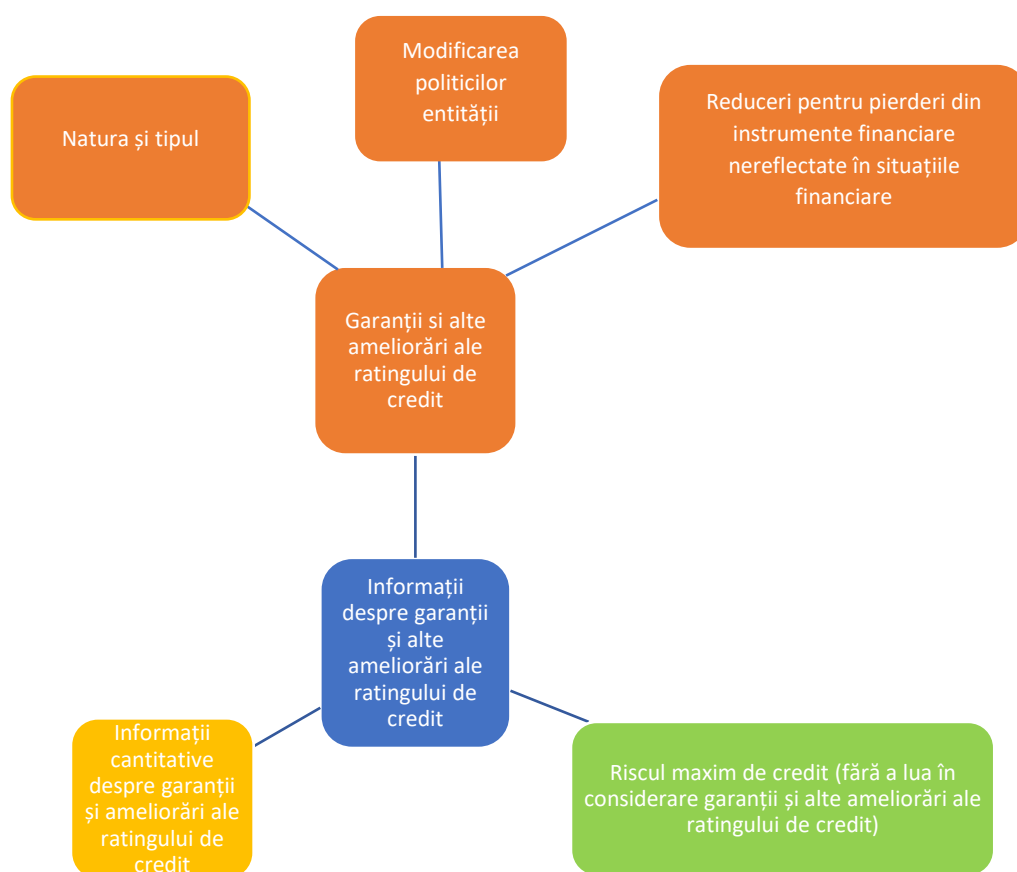 Modificarea
politicilor
entității
Natura și tipul
Reduceri pentru pierderi din
instrumente financiare
nereflectate în situațiile
financiare
Garanții si alte
ameliorări ale
ratingului de
credit
Informații
despre garanții
și alte
ameliorări ale
ratingului de
credit
Informații
cantitative
despre garanții
și ameliorări ale
ratingului de
credit
Riscul maxim de credit (fără a lua în
considerare garanții și alte ameliorări ale
ratingului de credit)